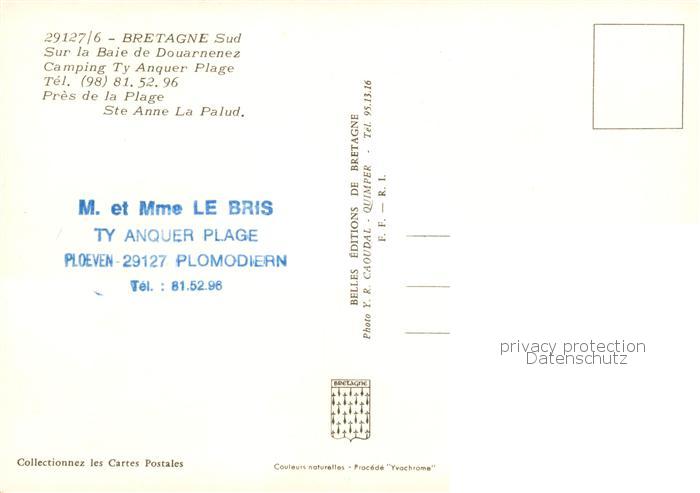 29127/6 - BRETAGNE Sud
Sur la Baie de Douarnenez
Camping Ty Anquer Plage
Tél. (98) 81. 52. 96
Près de la Plage
Ste Anne La Palud.
M. et Mme LE BRIS
TY ANQUER PLAGE
PLOEVEN-29127 PLOMODIERN
Tél. : 81.52.96
BELLES ÉDITIONS DE BRETAGNE
Photo Y. R. CAOUDAL - QUIMPER - Tél. 95.13.16
F. F. — R. I.
privacy protection
Datenschutz
BRETAGNE
Collectionnez les Cartes Postales
Couleurs naturelles - Procédé "Yvochrome"